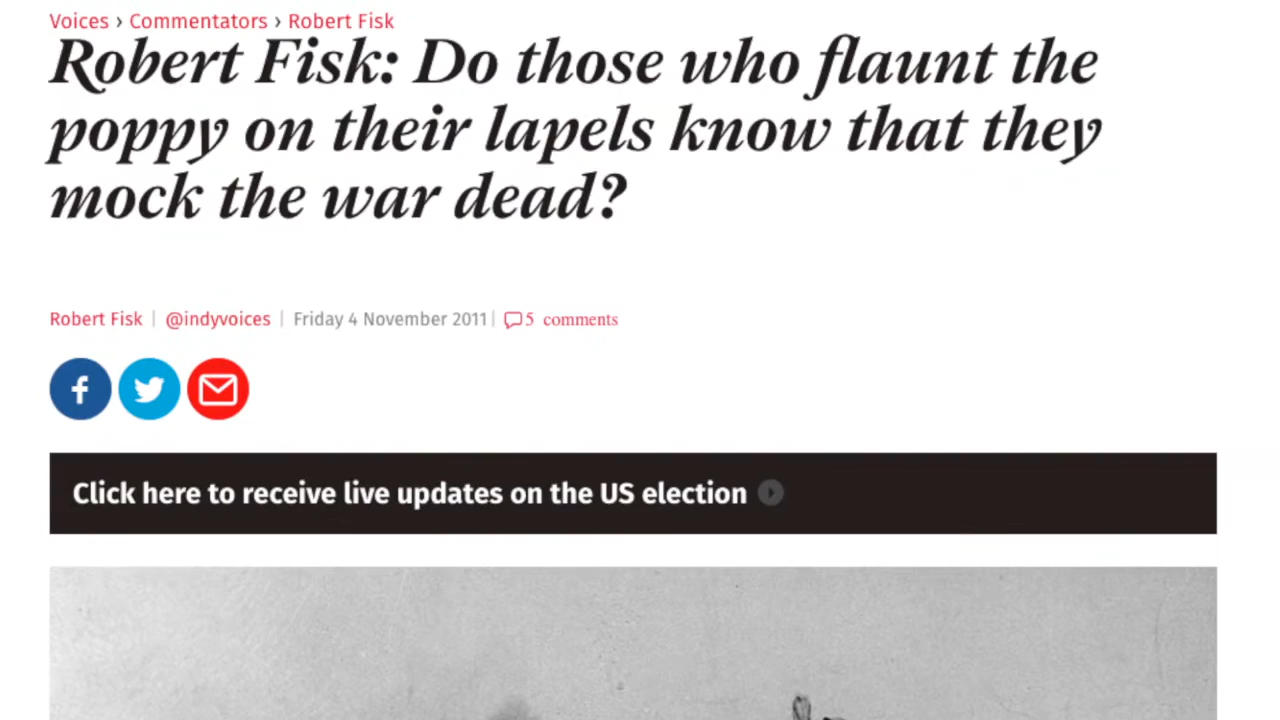 Voices › Commentators › Robert Fisk
Robert Fisk: Do those who flaunt the
poppy on their lapels know that they
mock the war dead?
Robert Fisk | @indyvoices | Friday 4 November 2011 | 5 comments
Click here to receive live updates on the US election